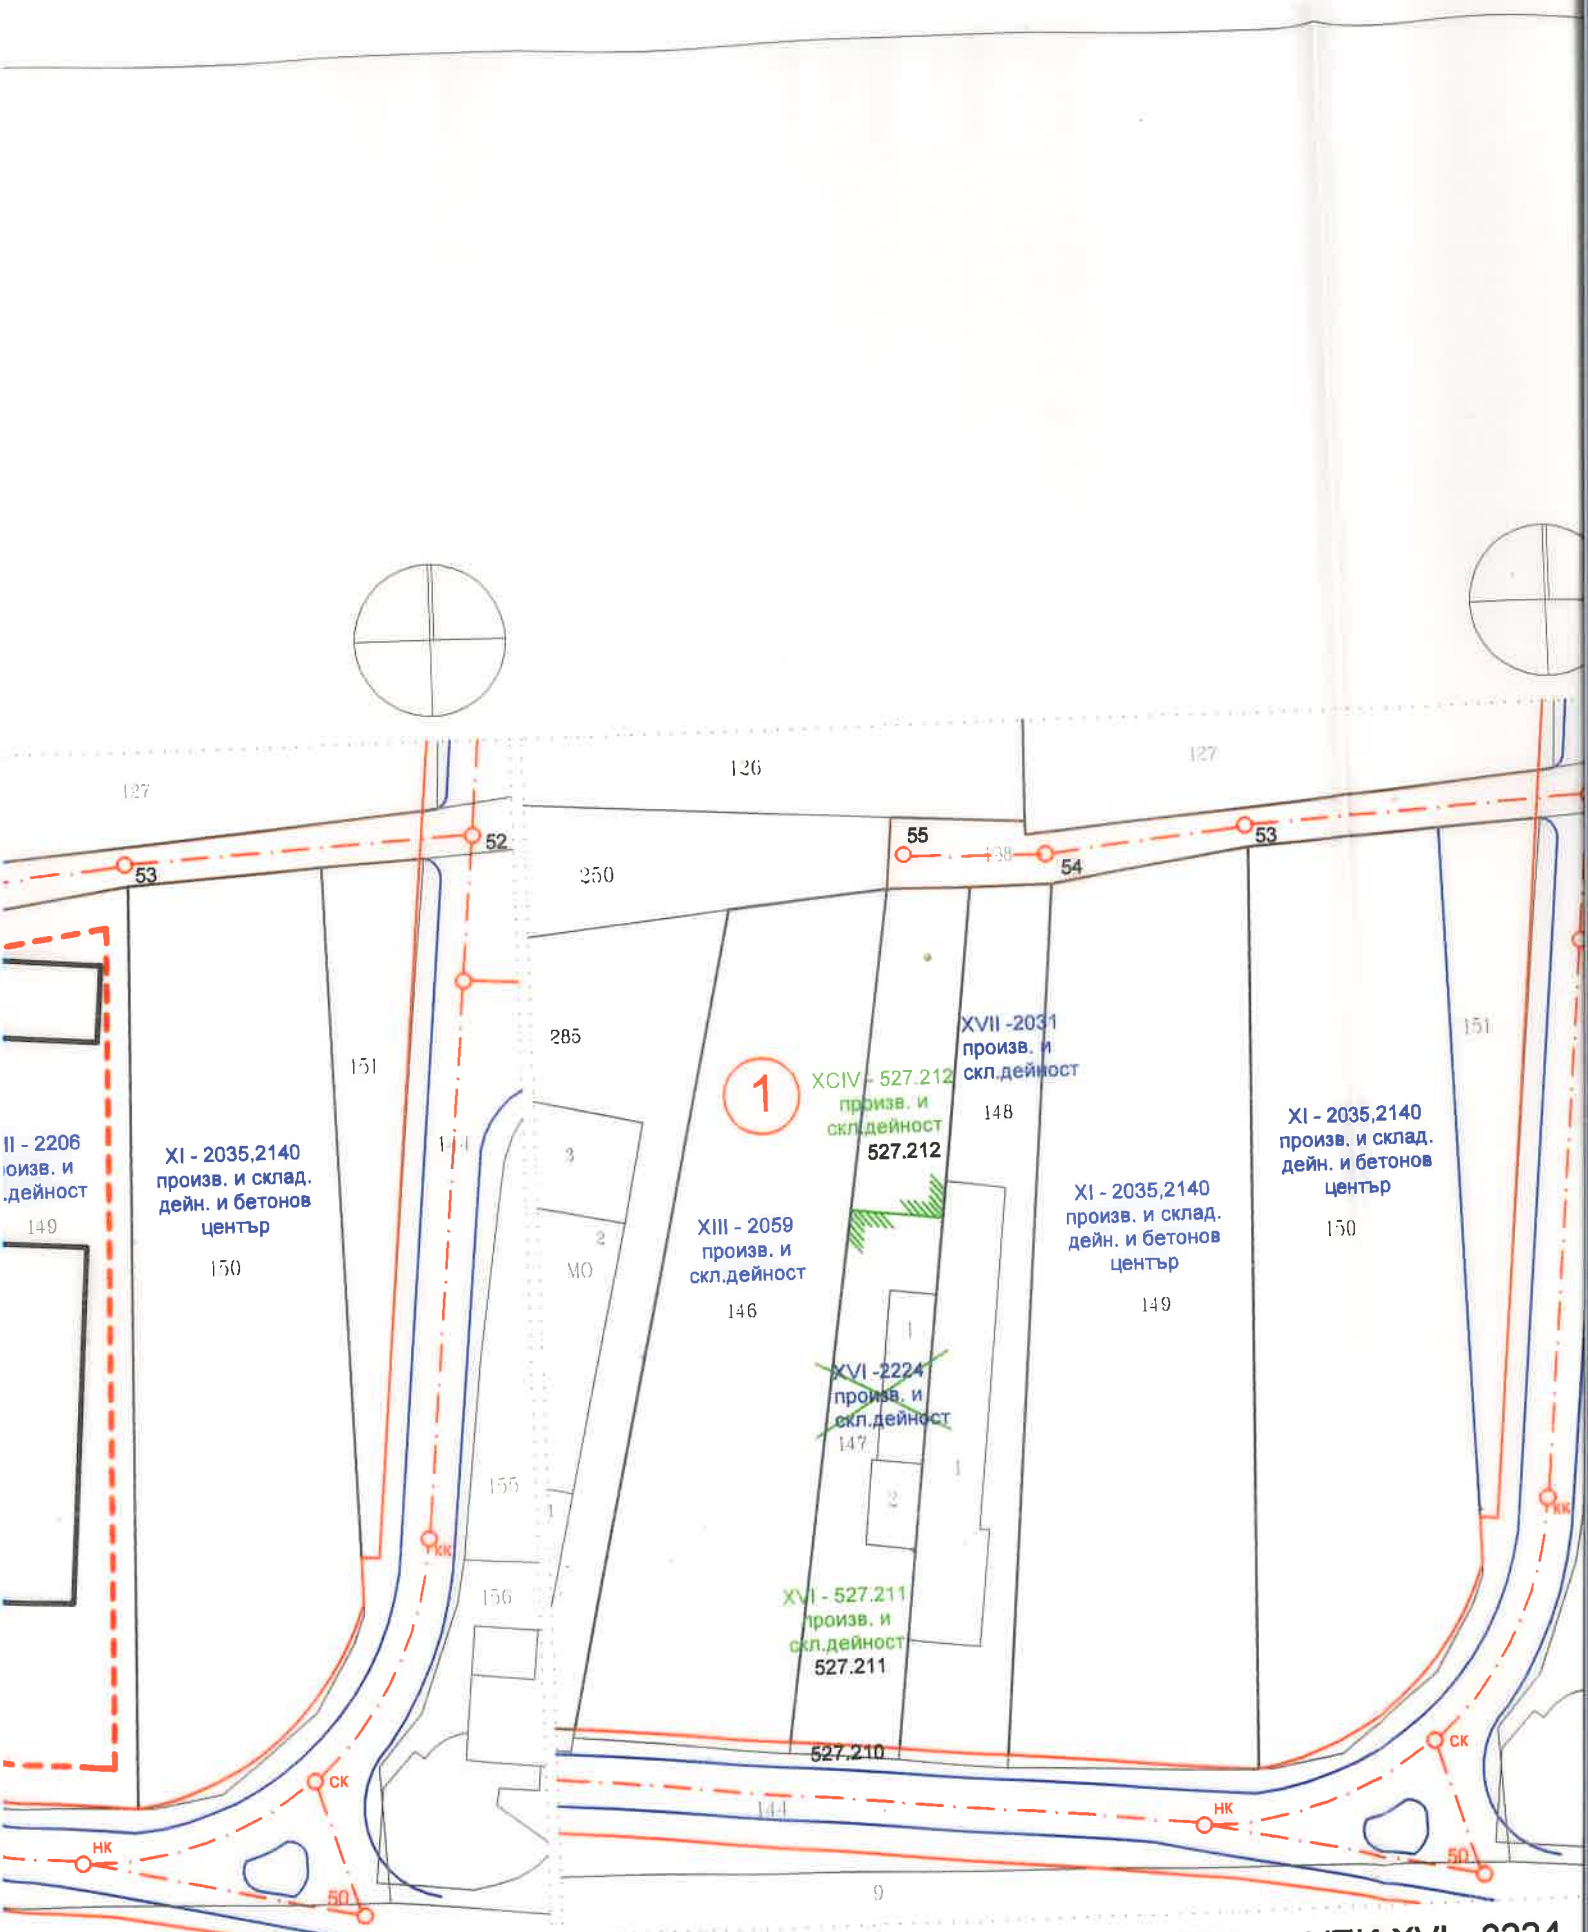 127
53
52
151
144
II - 2206
произв. и
.дейност
149
XI - 2035,2140
произв. и склад.
дейн. и бетонов
център
150
155
156
КК
СК
НК
50
126
127
250
55
138
54
53
285
3
2
МО
1
1
XCIV - 527.212
произв. и
скл.дейност
527.212
XVII -2031
произв. и
скл.дейност
148
XIII - 2059
произв. и
скл.дейност
146
XI - 2035,2140
произв. и склад.
дейн. и бетонов
център
149
XI - 2035,2140
произв. и склад.
дейн. и бетонов
център
150
151
1
XVI -2224
произв. и
скл.дейност
147
2
1
XVI - 527.211
произв. и
скл.дейност
527.211
527.210
144
КК
СК
НК
50
9
XVI - 2224